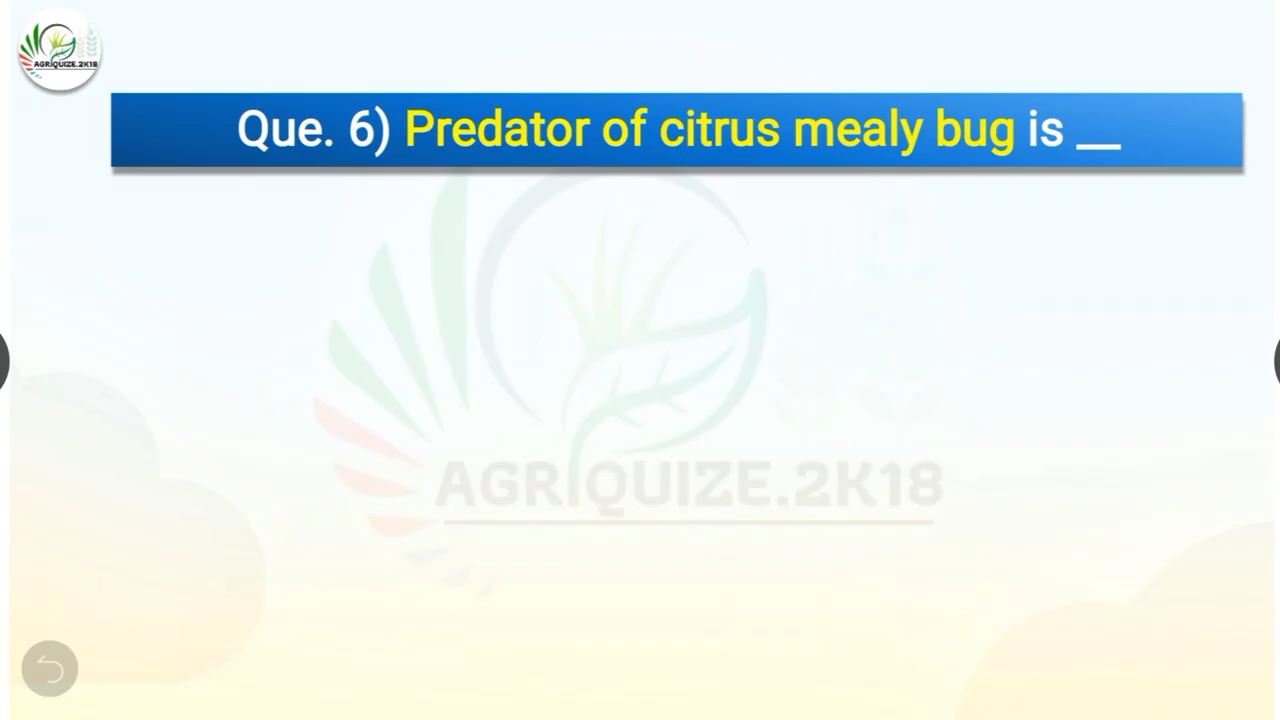 AGRIQUIZE.2K18
Que. 6) Predator of citrus mealy bug is __
AGRIQUIZE.2K18